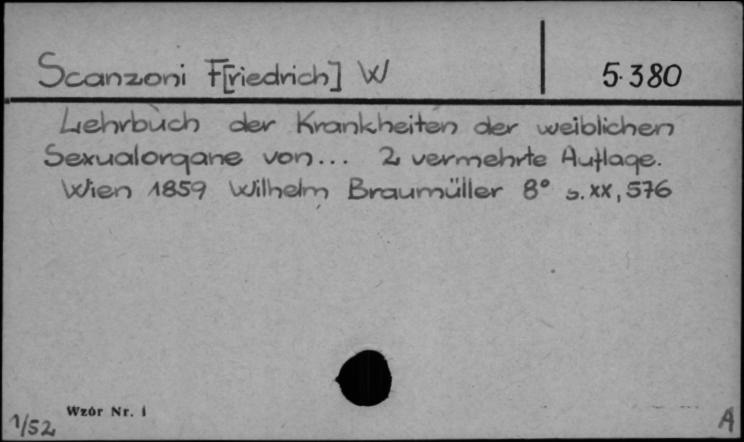 Scanzoni F[riedrich] W
5.380
Lehrbuch der Krankheiten der weiblichen
Sexualorgane von... 2 vermehrte Auflage.
Wien 1859 Wilhelm Braumüller 8° s. XX, 576
Wzór Nr. 1
1/52
A